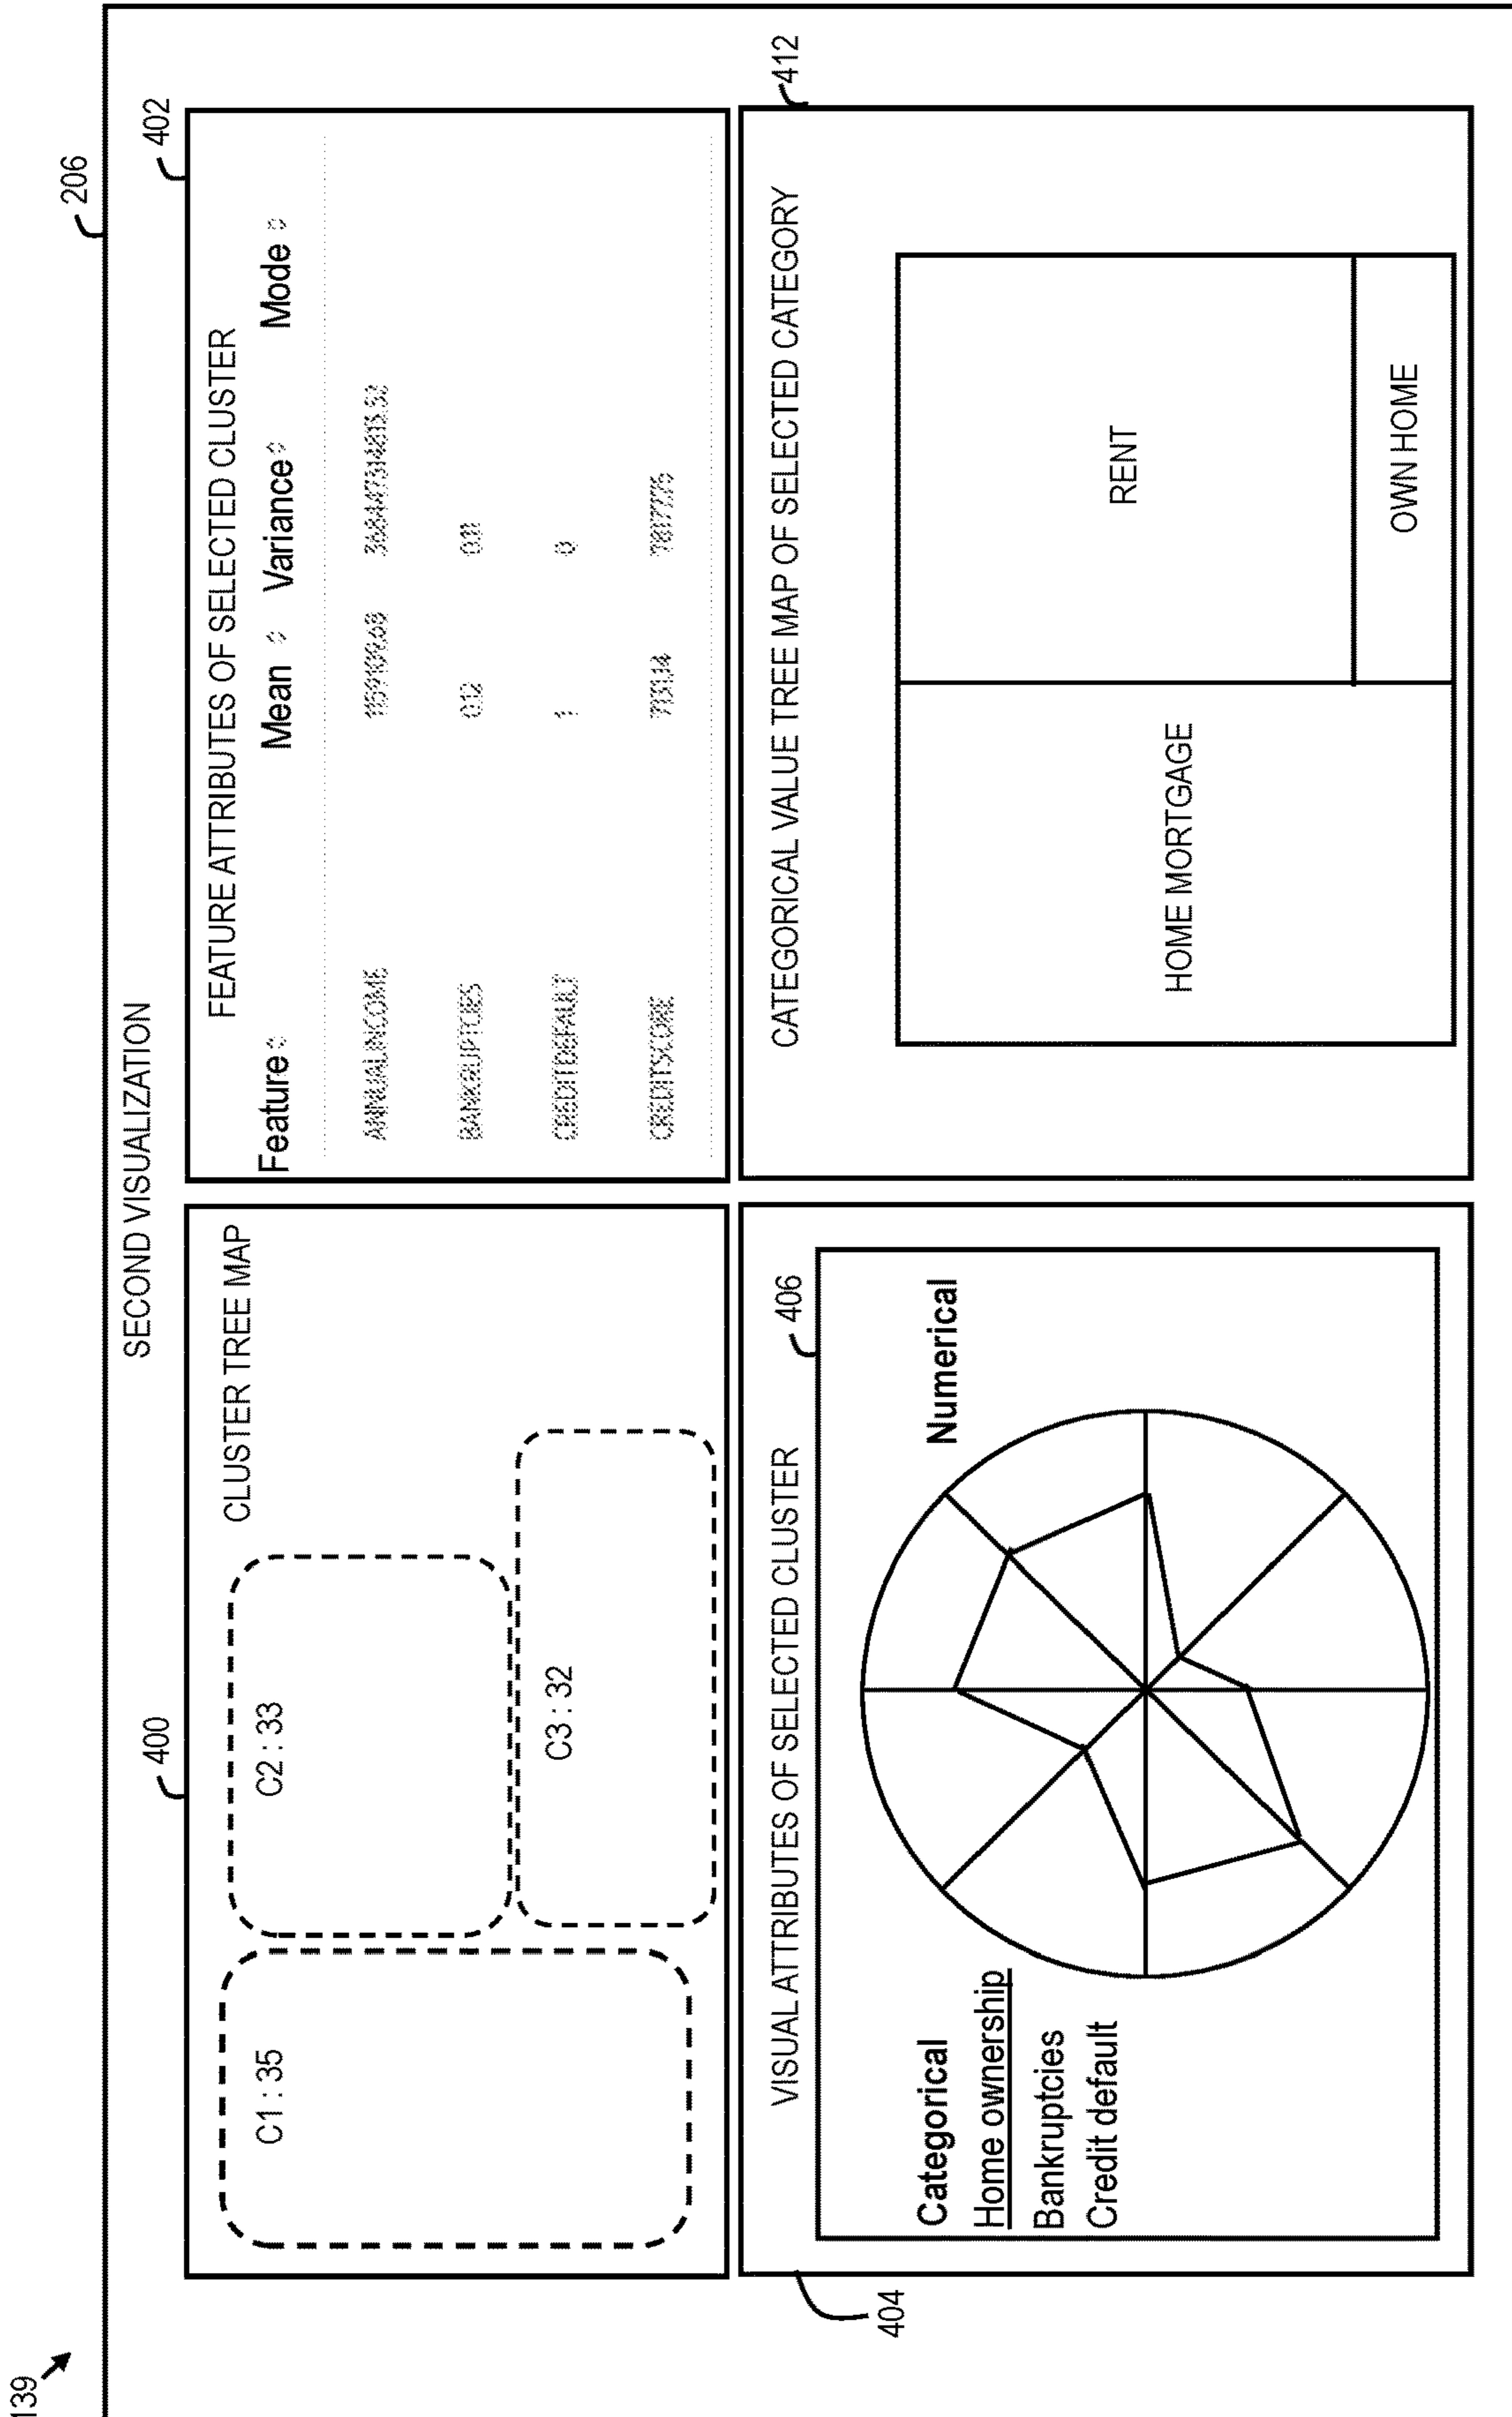 139
206
SECOND VISUALIZATION
400
CLUSTER TREE MAP
C1 : 35
C2 : 33
C3 : 32
402
FEATURE ATTRIBUTES OF SELECTED CLUSTER
Feature Mean Variance Mode
ANNUALINCOME
BANKRUPTCIES 0.12 0.11
CREDITDEFAULT 1 0
CREDITSCORE
404
VISUAL ATTRIBUTES OF SELECTED CLUSTER
406
Categorical
Home ownership
Bankruptcies
Credit default
Numerical
412
CATEGORICAL VALUE TREE MAP OF SELECTED CATEGORY
HOME MORTGAGE
RENT
OWN HOME